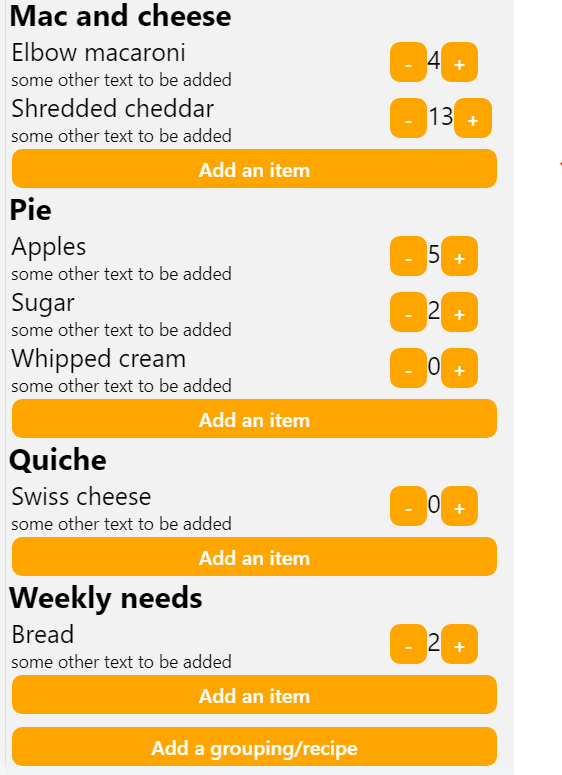 Mac and cheese
Elbow macaroni - 4 +
some other text to be added
Shredded cheddar - 13 +
some other text to be added
Add an item
Pie
Apples - 5 +
some other text to be added
Sugar - 2 +
some other text to be added
Whipped cream - 0 +
some other text to be added
Add an item
Quiche
Swiss cheese - 0 +
some other text to be added
Add an item
Weekly needs
Bread - 2 +
some other text to be added
Add an item
Add a grouping/recipe